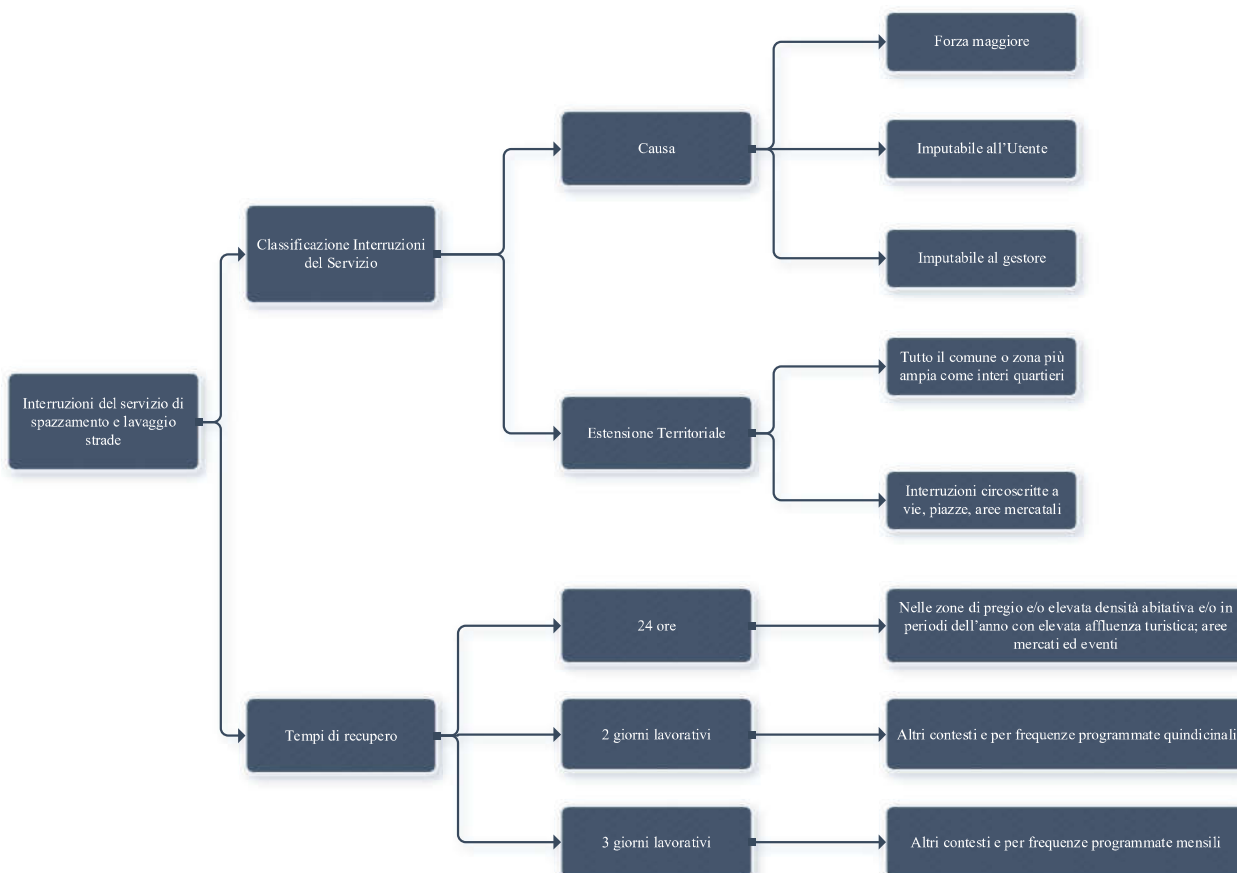 Forza maggiore
Causa
Imputabile all'Utente
Classificazione Interruzioni
del Servizio
Imputabile al gestore
Tutto il comune o zona più
ampia come interi quartieri
Interruzioni del servizio di
spazzamento e lavaggio
strade
Estensione Territoriale
Interruzioni circoscritte a
vie, piazze, aree mercatali
24 ore
Nelle zone di pregio e/o elevata densità abitativa e/o in
periodi dell'anno con elevata affluenza turistica; aree
mercati ed eventi
Tempi di recupero
2 giorni lavorativi
Altri contesti e per frequenze programmate quindicinali
3 giorni lavorativi
Altri contesti e per frequenze programmate mensili